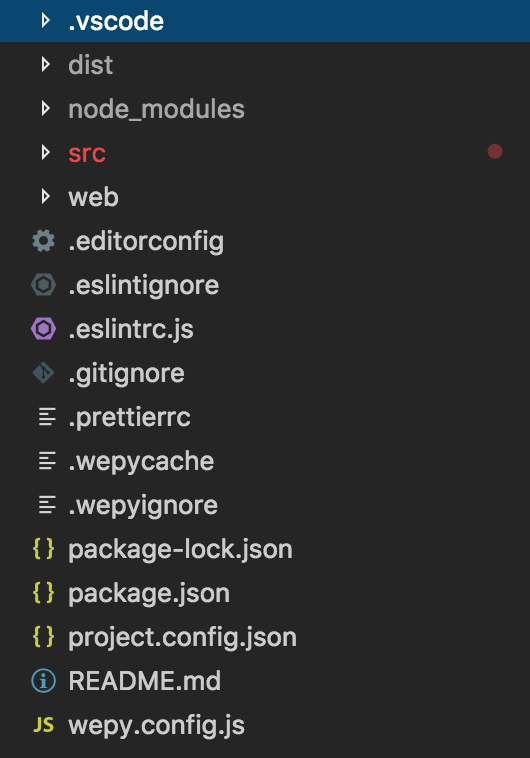 .vscode
dist
node_modules
src
web
.editorconfig
.eslintignore
.eslintrc.js
.gitignore
.prettierrc
.wepycache
.wepyignore
{ } package-lock.json
{ } package.json
{ } project.config.json
README.md
JS wepy.config.js